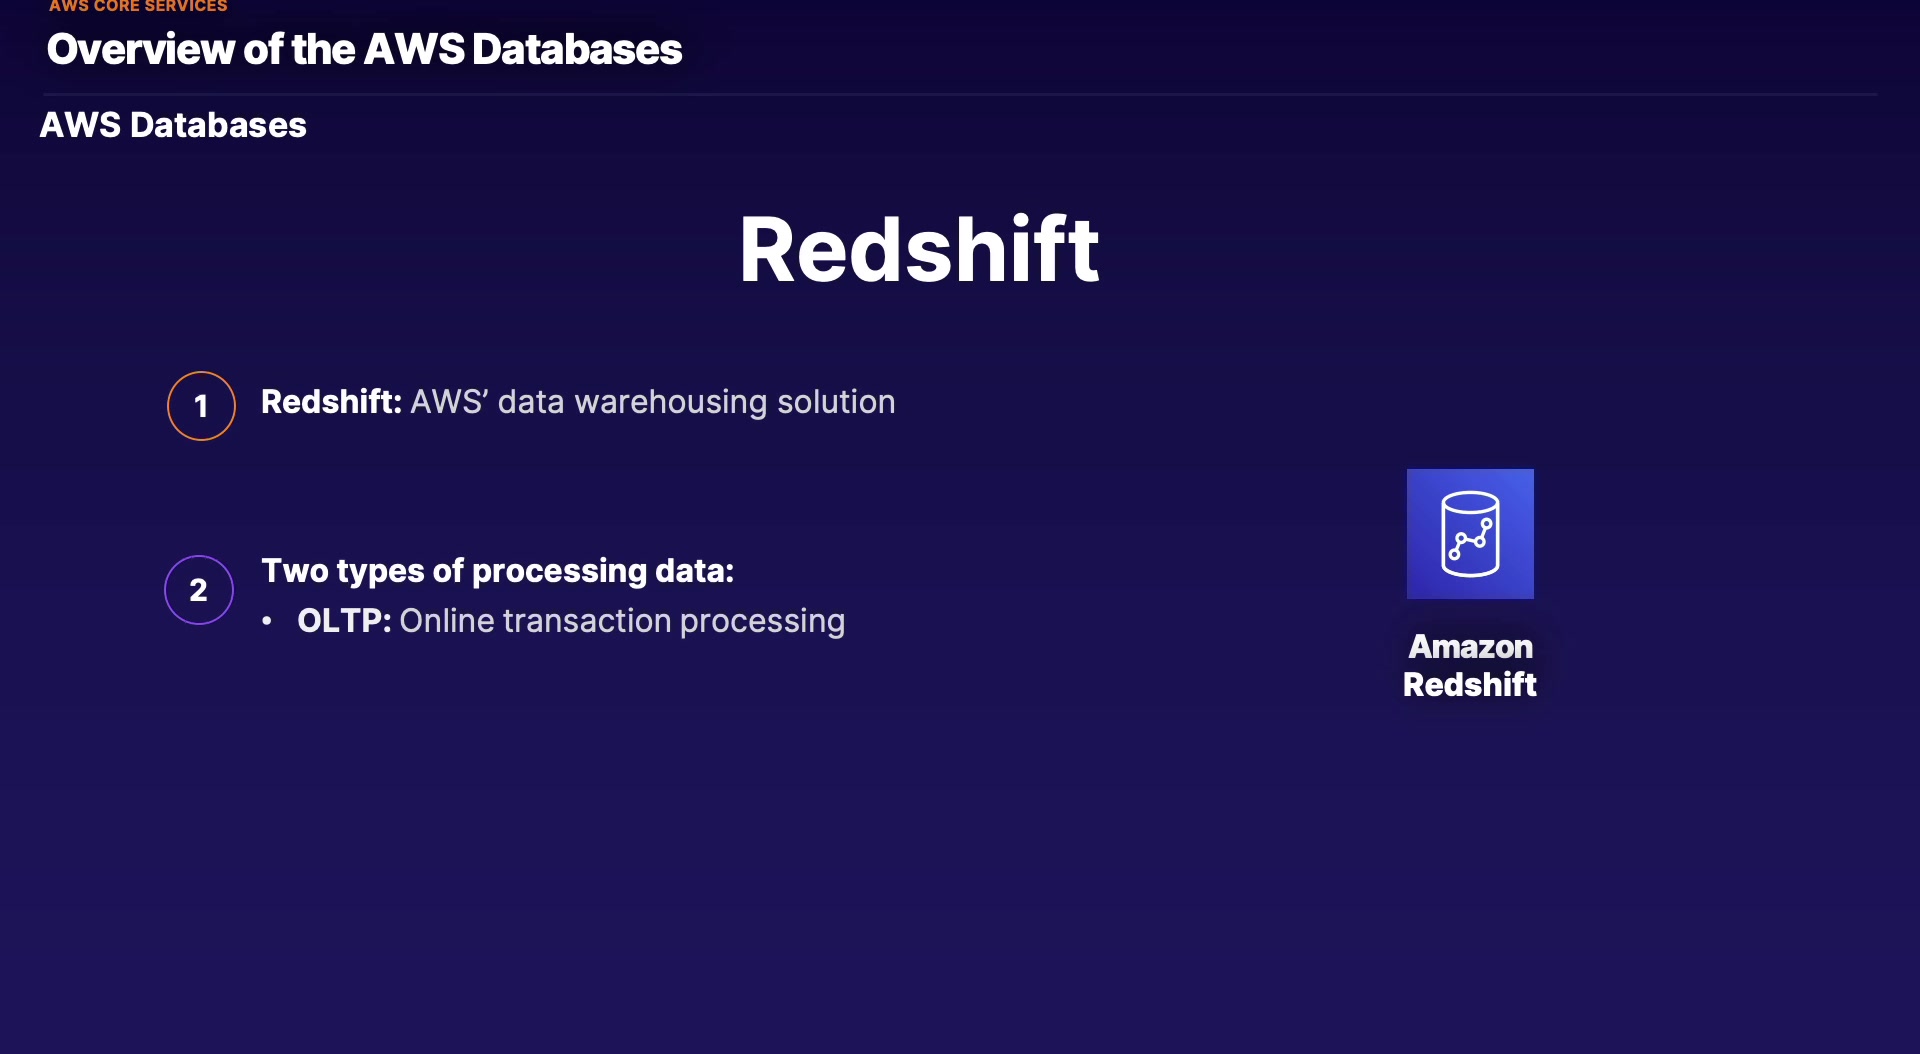 AWS CORE SERVICES
Overview of the AWS Databases
AWS Databases
Redshift
1
Redshift: AWS’ data warehousing solution
2
Two types of processing data:
• OLTP: Online transaction processing
Amazon
Redshift